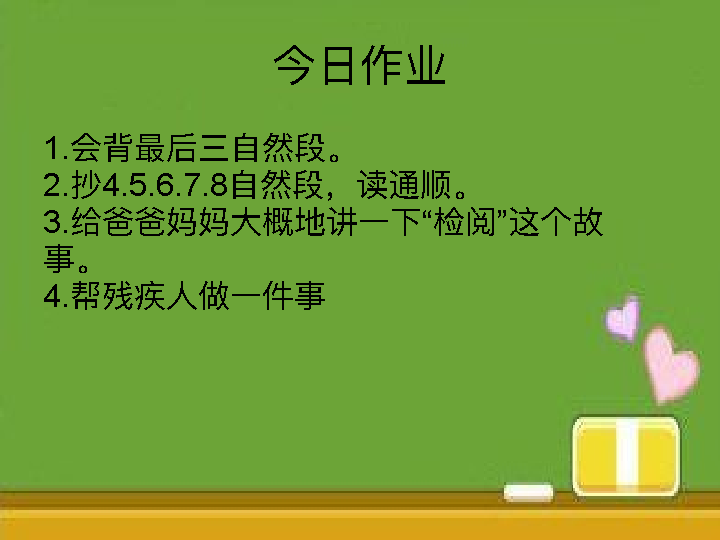 今日作业
1.会背最后三自然段。
2.抄4.5.6.7.8自然段，读通顺。
3.给爸爸妈妈大概地讲一下“检阅”这个故
事。
4.帮残疾人做一件事